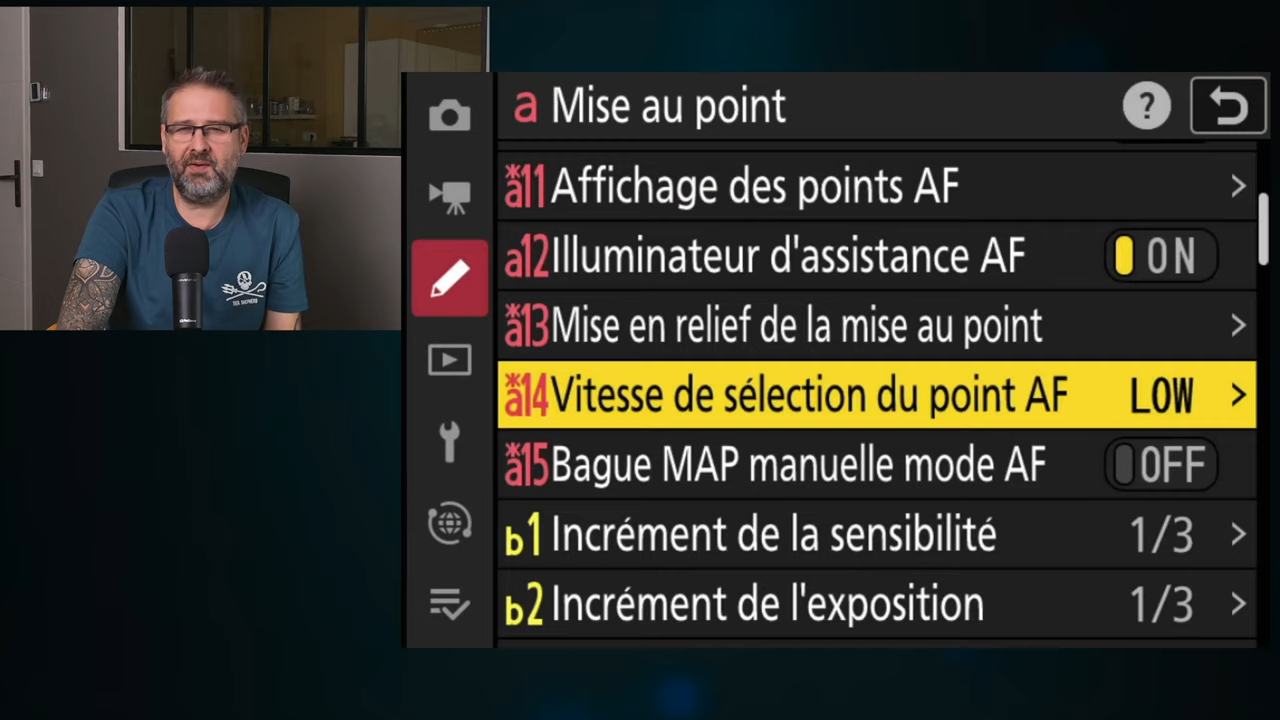 a Mise au point ?
*a11 Affichage des points AF >
a12 Illuminateur d'assistance AF ON
*a13 Mise en relief de la mise au point >
*a14 Vitesse de sélection du point AF LOW >
*a15 Bague MAP manuelle mode AF OFF
b1 Incrément de la sensibilité 1/3 >
b2 Incrément de l'exposition 1/3 >
SEA SHEPHERD